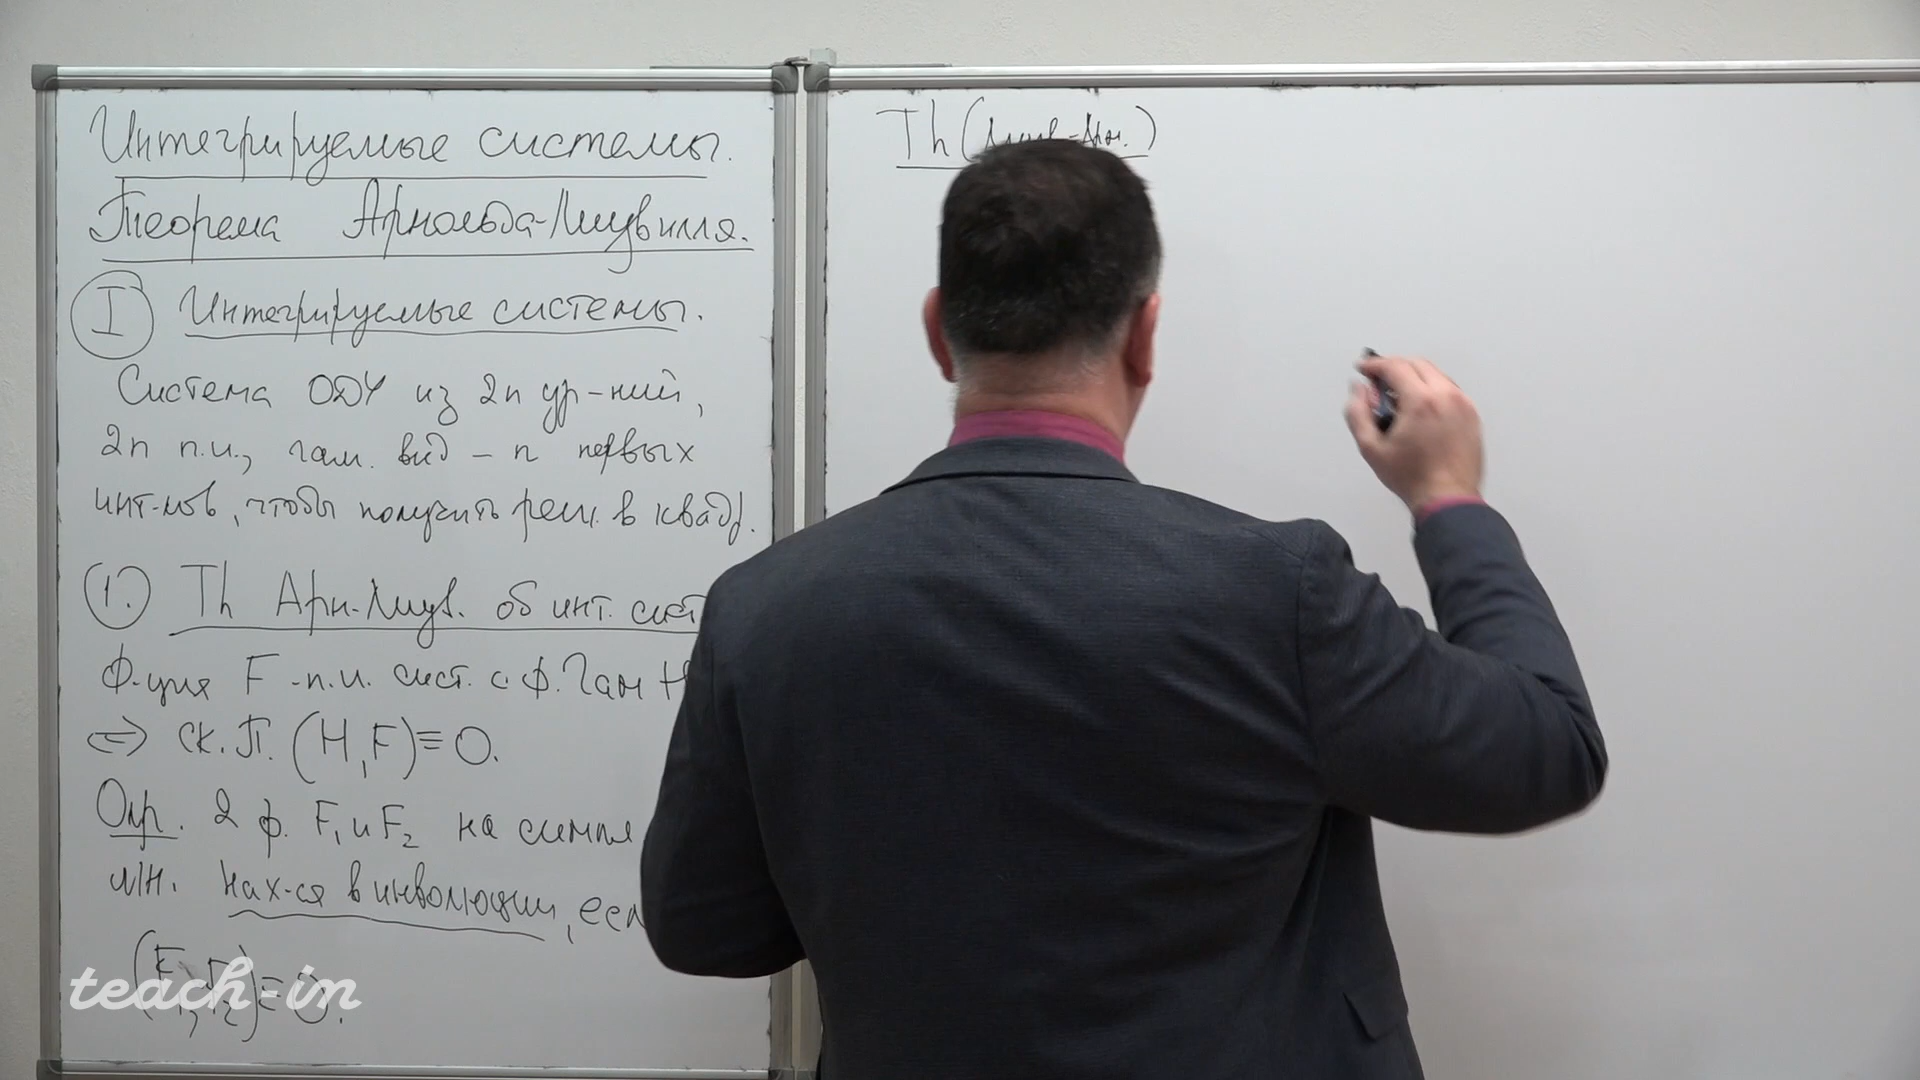 Интегрируемые системы.
Теорема Арнольда-Лиувилля.
I Интегрируемые системы.
Система ОДУ из 2n ур-ний,
2n п.и., гам. вид - n первых
инт-лов, чтобы получить реш. в квадр.
1. Th Арн-Лиув. об инт. сист
Ф-ция F - п.и. сист. с ф. Гам H
⇔ ск. П. (H, F) ≡ 0.
Опр. 2 ф. F₁ и F₂ на симпл
мн. нах-ся в инволюции, есл
(F₁, F₂) ≡ 0.
teach-in
Th (Лиув-Арн.)